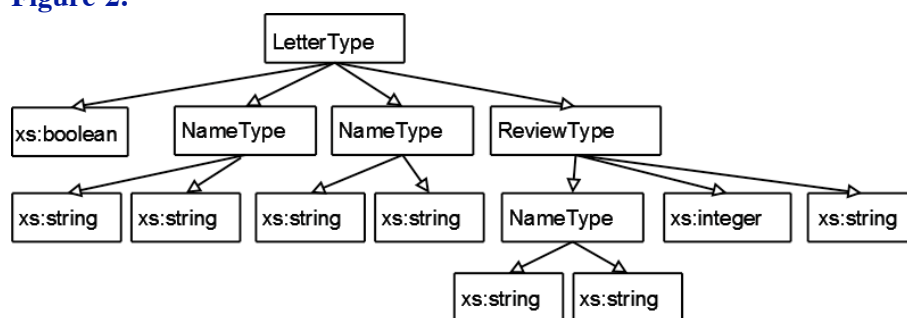 Figure 2.
LetterType
xs:boolean NameType NameType ReviewType
xs:string xs:string xs:string xs:string NameType xs:integer xs:string
xs:string xs:string